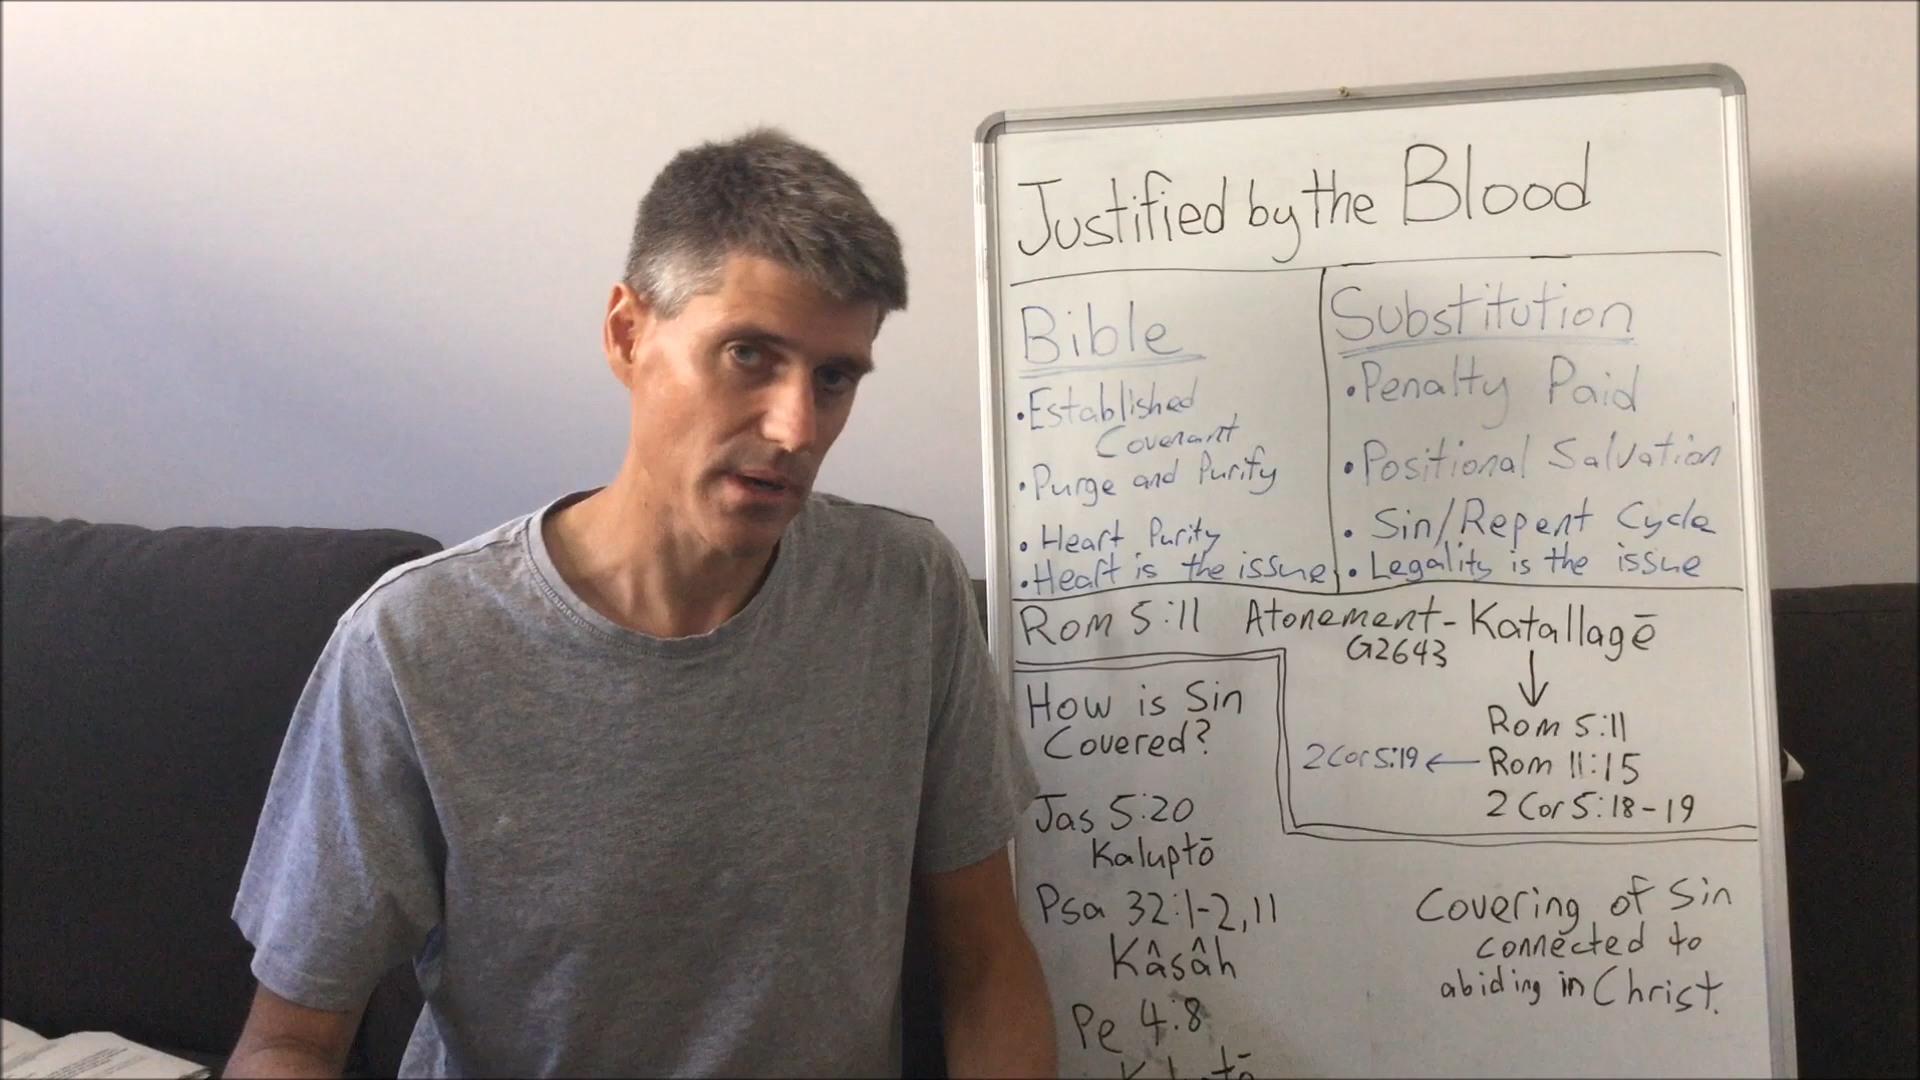 Justified by the Blood
Bible
• Established
Covenant
• Purge and Purify
• Heart Purity
• Heart is the issue
Substitution
• Penalty Paid
• Positional Salvation
• Sin/Repent Cycle
• Legality is the issue
Rom 5:11 Atonement - Katallagē
G2643
↓
Rom 5:11
2 Cor 5:19 ← Rom 11:15
2 Cor 5:18-19
How is Sin
Covered?
Jas 5:20
Kaluptō
Psa 32:1-2, 11
Kâsâh
Pe 4:8
Covering of Sin
connected to
abiding in Christ.